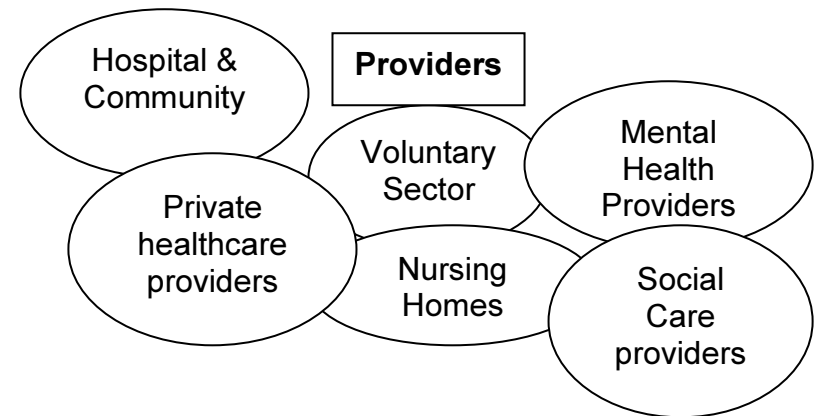 Hospital &
Community
Providers
Voluntary
Sector
Mental
Health
Providers
Private
healthcare
providers
Nursing
Homes
Social
Care
providers